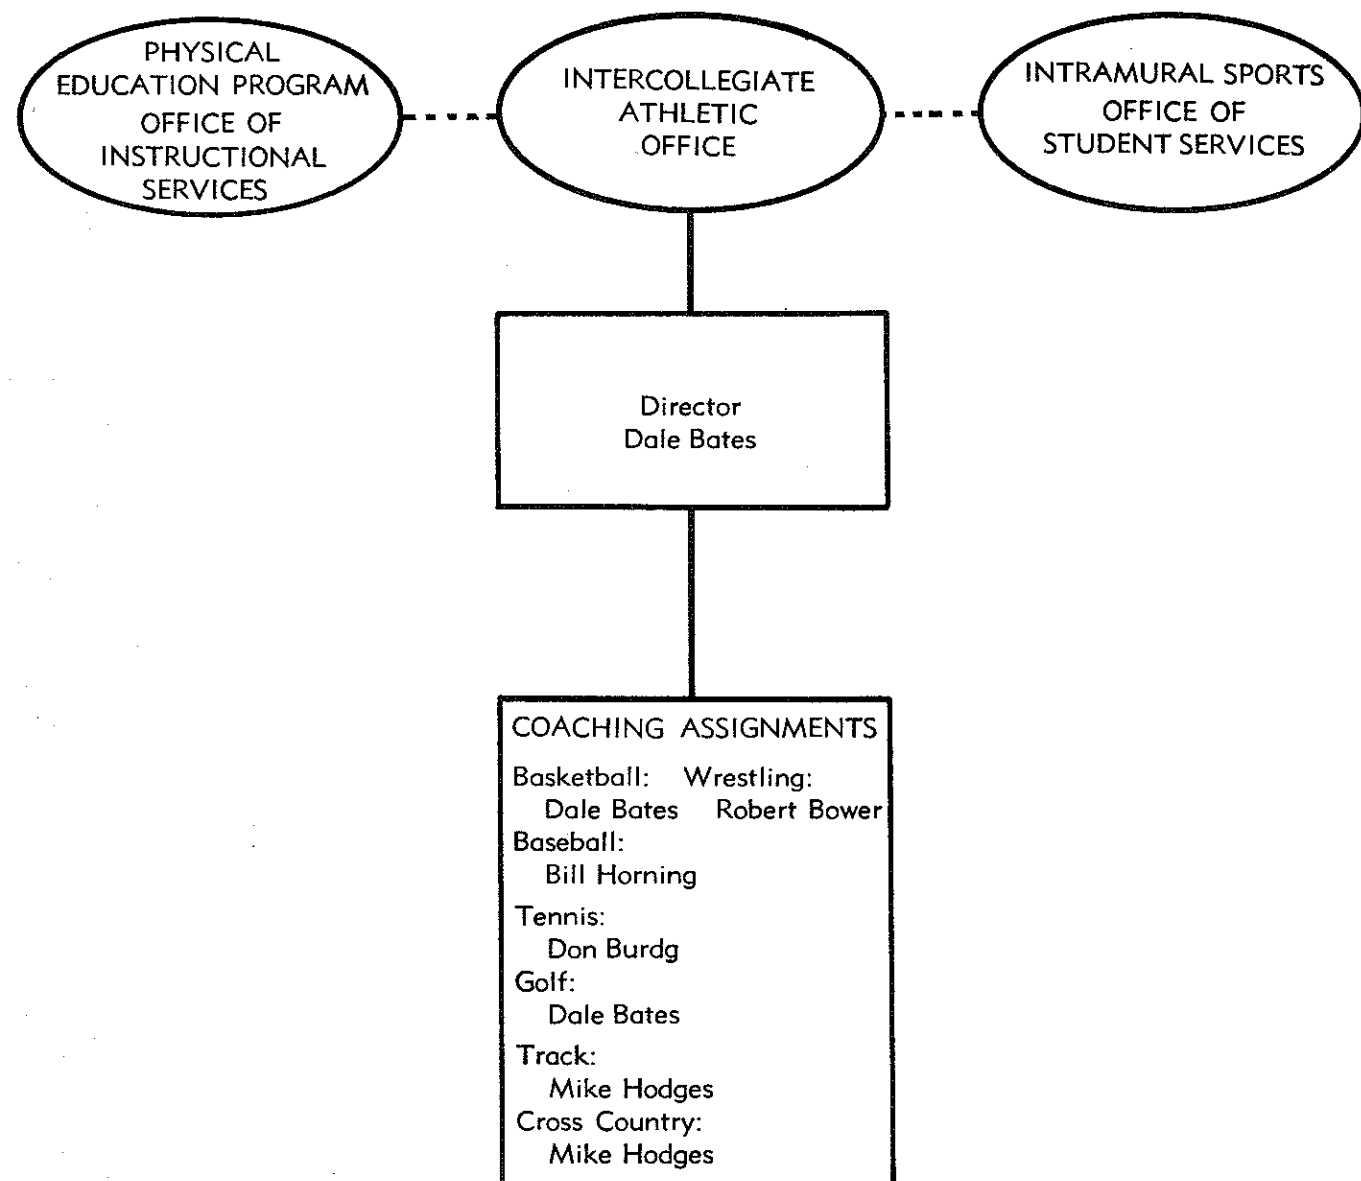 PHYSICAL
EDUCATION PROGRAM
OFFICE OF
INSTRUCTIONAL
SERVICES
INTERCOLLEGIATE
ATHLETIC
OFFICE
INTRAMURAL SPORTS
OFFICE OF
STUDENT SERVICES
Director
Dale Bates
COACHING ASSIGNMENTS
Basketball: Wrestling:
Dale Bates Robert Bower
Baseball:
Bill Horning
Tennis:
Don Burdg
Golf:
Dale Bates
Track:
Mike Hodges
Cross Country:
Mike Hodges